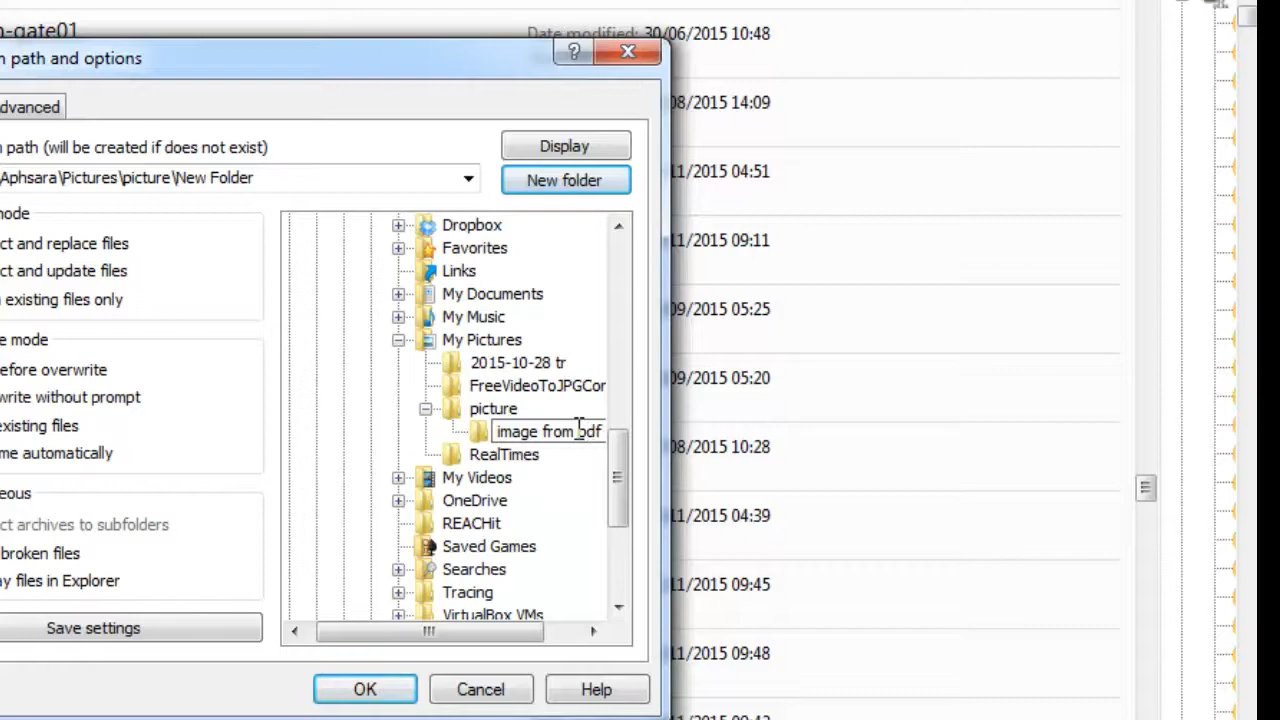 n-gate01
Date modified: 30/06/2015 10:48
n path and options
?
08/2015 14:09
dvanced
n path (will be created if does not exist)
Display
Aphsara\Pictures\picture\New Folder
New folder
11/2015 04:51
mode
Dropbox
ct and replace files
Favorites
11/2015 09:11
ct and update files
Links
n existing files only
My Documents
09/2015 05:25
My Music
e mode
My Pictures
efore overwrite
2015-10-28 tr
09/2015 05:20
write without prompt
FreeVideoToJPGCor
existing files
picture
me automatically
image from pdf
08/2015 10:28
RealTimes
My Videos
eous
OneDrive
ct archives to subfolders
REACHit
11/2015 04:39
broken files
Saved Games
ay files in Explorer
Searches
11/2015 09:45
Tracing
Save settings
VirtualBox VMs
11/2015 09:48
OK
Cancel
Help